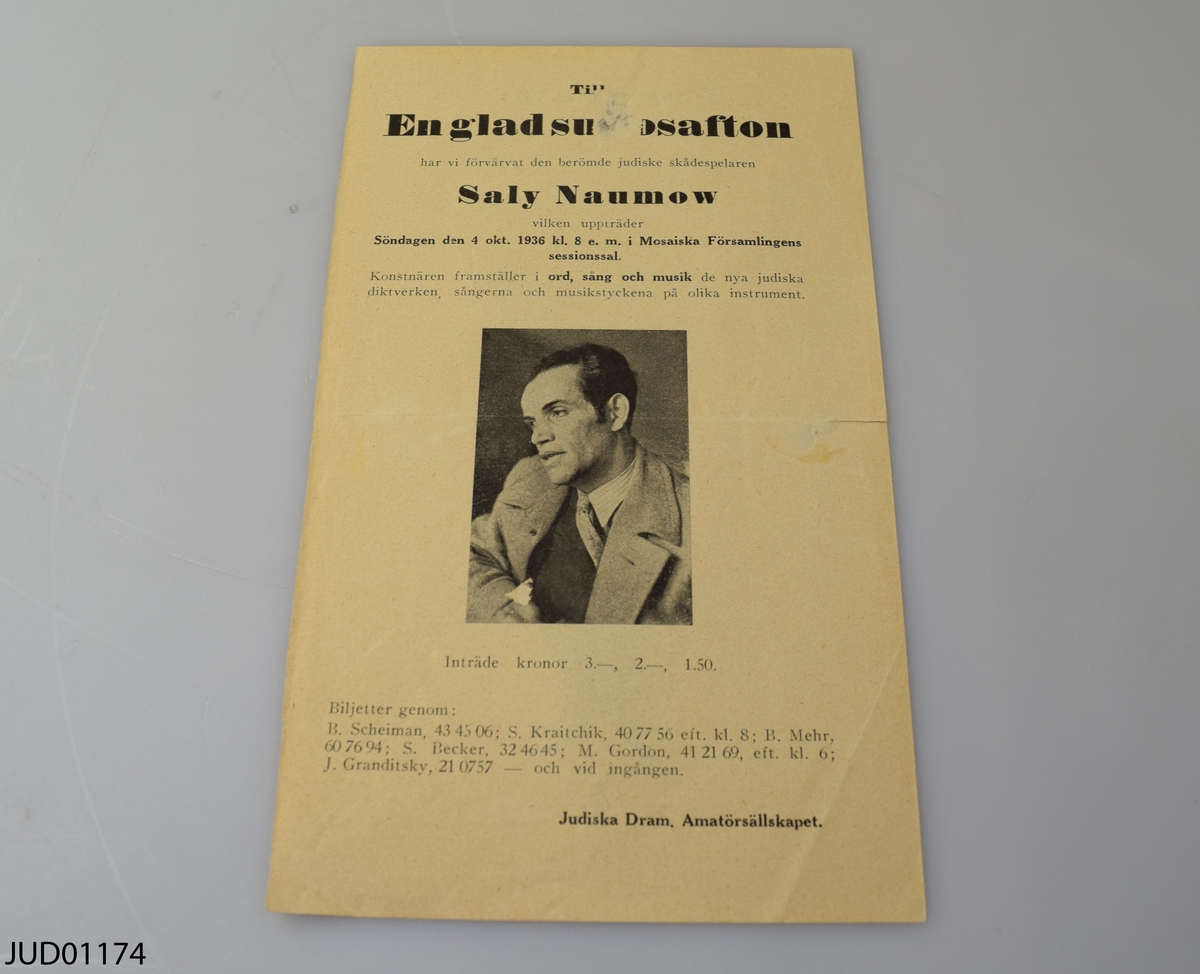 Till
En glad su osafton
har vi förvärvat den berömde judiske skådespelaren
Saly Naumow
vilken uppträder
Söndagen den 4 okt. 1936 kl. 8 e. m. i Mosaiska Församlingens
sessionssal.
Konstnären framställer i ord, sång och musik de nya judiska
diktverken, sångerna och musikstyckena på olika instrument.
Inträde kronor 3.—, 2.—, 1.50.
Biljetter genom:
B. Scheiman, 43 45 06; S. Kraitchik, 40 77 56 eft. kl. 8; B. Mehr,
60 76 94; S. Becker, 32 46 45; M. Gordon, 41 21 69, eft. kl. 6;
J. Granditsky, 21 0757 — och vid ingången.
Judiska Dram. Amatörsällskapet.
JUD01174